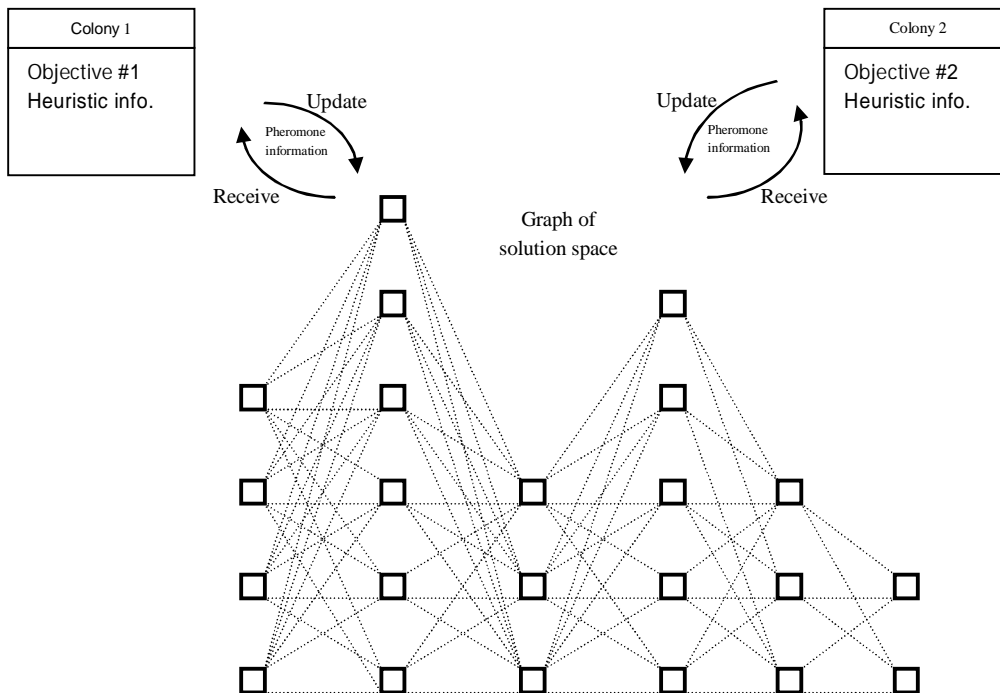 Colony 1
Objective #1
Heuristic info.
Colony 2
Objective #2
Heuristic info.
Update
Pheromone
information
Receive
Update
Pheromone
information
Receive
Graph of
solution space